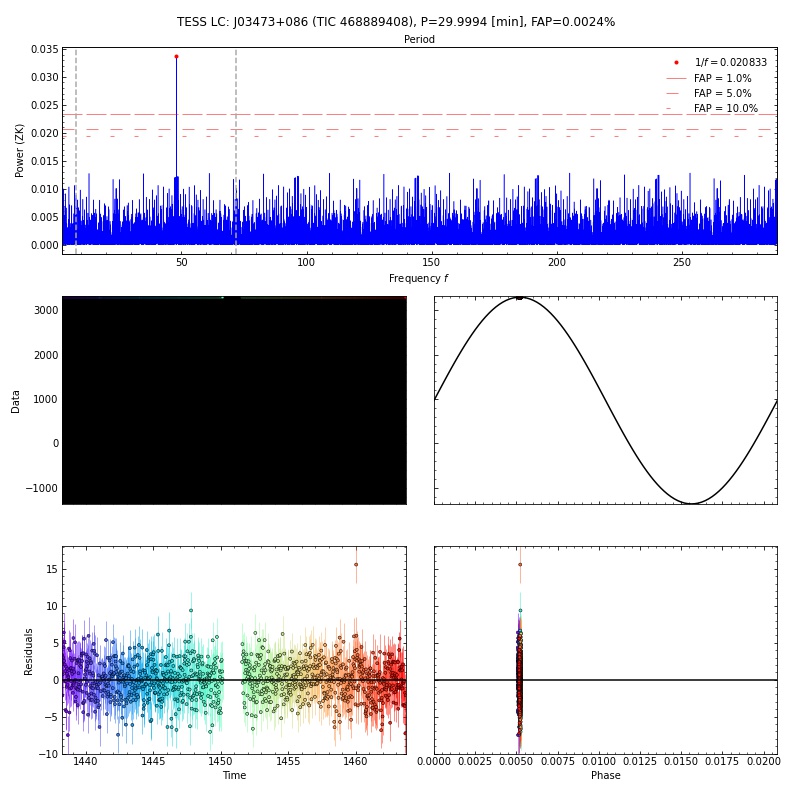 TESS LC: J03473+086 (TIC 468889408), P=29.9994 [min], FAP=0.0024%
Period
0.035
0.030
0.025
0.020
0.015
0.010
0.005
0.000
Power (ZK)
1/f = 0.020833
FAP = 1.0%
FAP = 5.0%
FAP = 10.0%
50 100 150 200 250
Frequency f
3000
2000
1000
0
−1000
Data
15
10
5
0
−5
−10
Residuals
1440 1445 1450 1455 1460
Time
0.0000 0.0025 0.0050 0.0075 0.0100 0.0125 0.0150 0.0175 0.0200
Phase